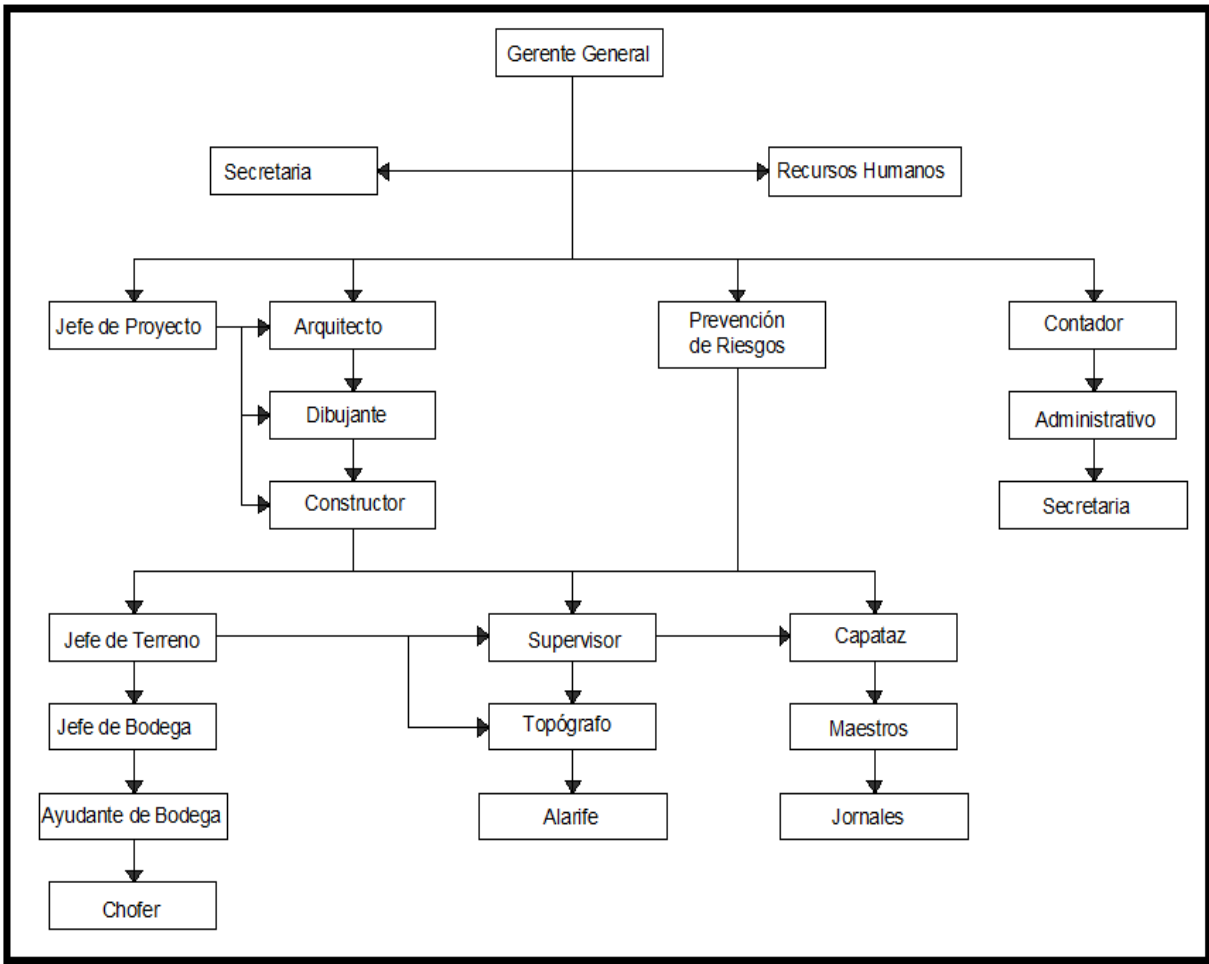 Gerente General
Secretaria
Recursos Humanos
Jefe de Proyecto
Arquitecto
Prevención
de Riesgos
Contador
Dibujante
Administrativo
Constructor
Secretaria
Jefe de Terreno
Supervisor
Capataz
Jefe de Bodega
Topógrafo
Maestros
Ayudante de Bodega
Alarife
Jornales
Chofer